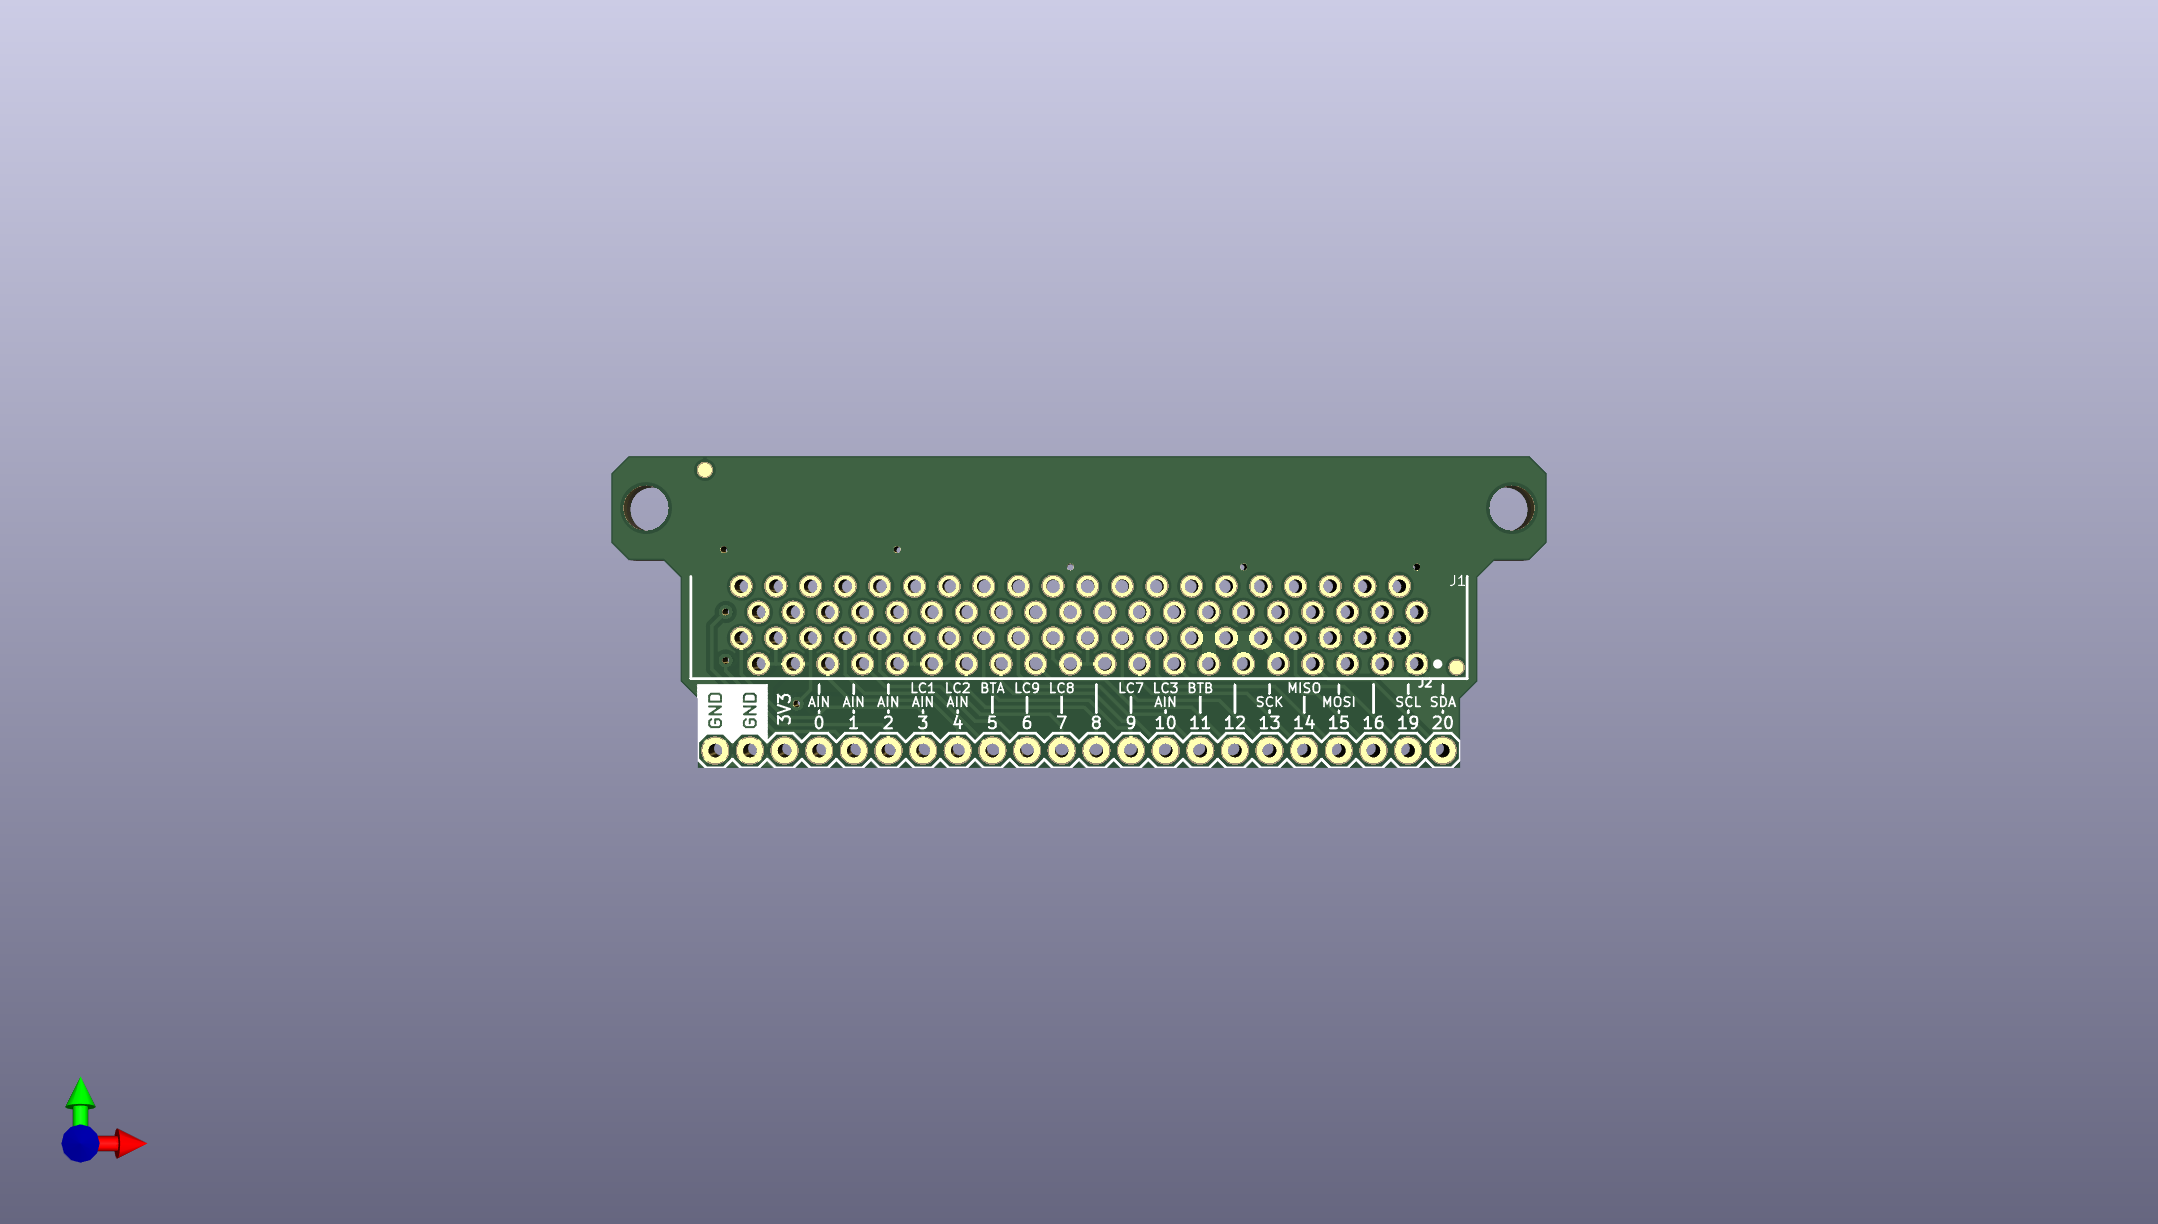 J1
J2
LC1 LC2 BTA LC9 LC8 LC7 LC3 BTB MISO
GND GND 3V3 AIN AIN AIN AIN AIN AIN SCK MOSI SCL SDA
0 1 2 3 4 5 6 7 8 9 10 11 12 13 14 15 16 19 20